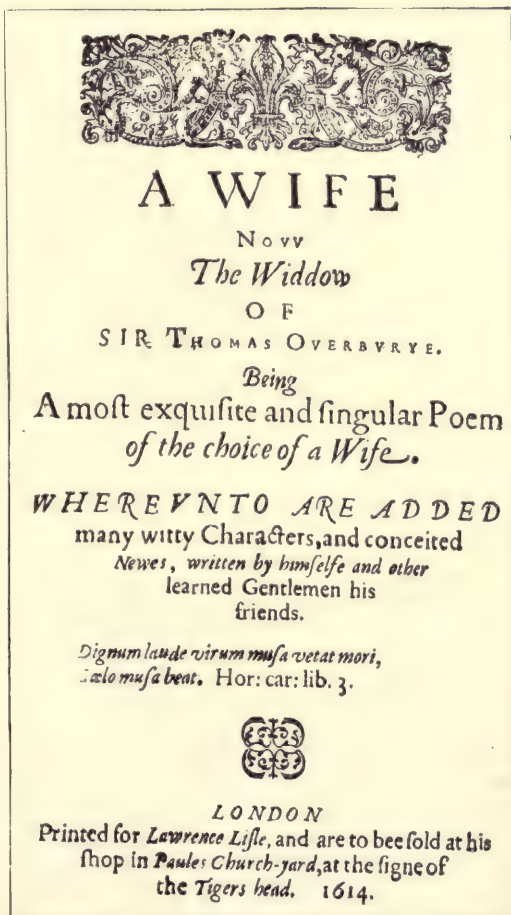 A WIFE
Novv
The Widdow
OF
SIR THOMAS OVERBVRYE.
Being
A moſt exquiſite and ſingular Poem
of the choice of a Wife.
WHEREVNTO ARE ADDED
many witty Characters, and conceited
Newes, written by himſelfe and other
learned Gentlemen his
friends.
Dignum laude virum muſa vetat mori,
Cælo muſa beat. Hor: car: lib. 3.
LONDON
Printed for Lawrence Liſle, and are to bee ſold at his
ſhop in Paules Church-yard, at the ſigne of
the Tigers head. 1614.